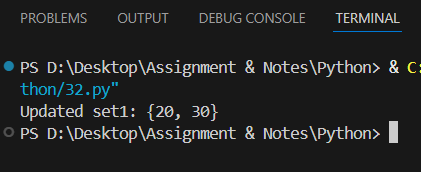 PROBLEMS OUTPUT DEBUG CONSOLE TERMINAL
PS D:\Desktop\Assignment & Notes\Python> & C:
thon/32.py"
Updated set1: {20, 30}
PS D:\Desktop\Assignment & Notes\Python>